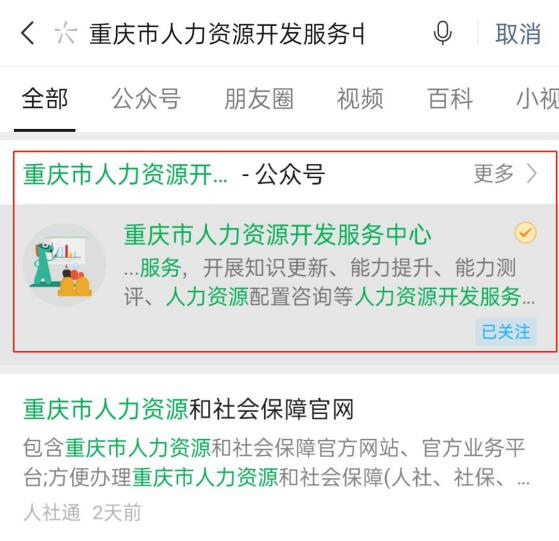 重庆市人力资源开发服务中
取消
全部 公众号 朋友圈 视频 百科 小视
重庆市人力资源开... - 公众号 更多
重庆市人力资源开发服务中心
...服务，开展知识更新、能力提升、能力测
评、人力资源配置咨询等人力资源开发服务...
已关注
重庆市人力资源和社会保障官网
包含重庆市人力资源和社会保障官方网站、官方业务平
台;方便办理重庆市人力资源和社会保障(人社、社保、...
人社通 2天前